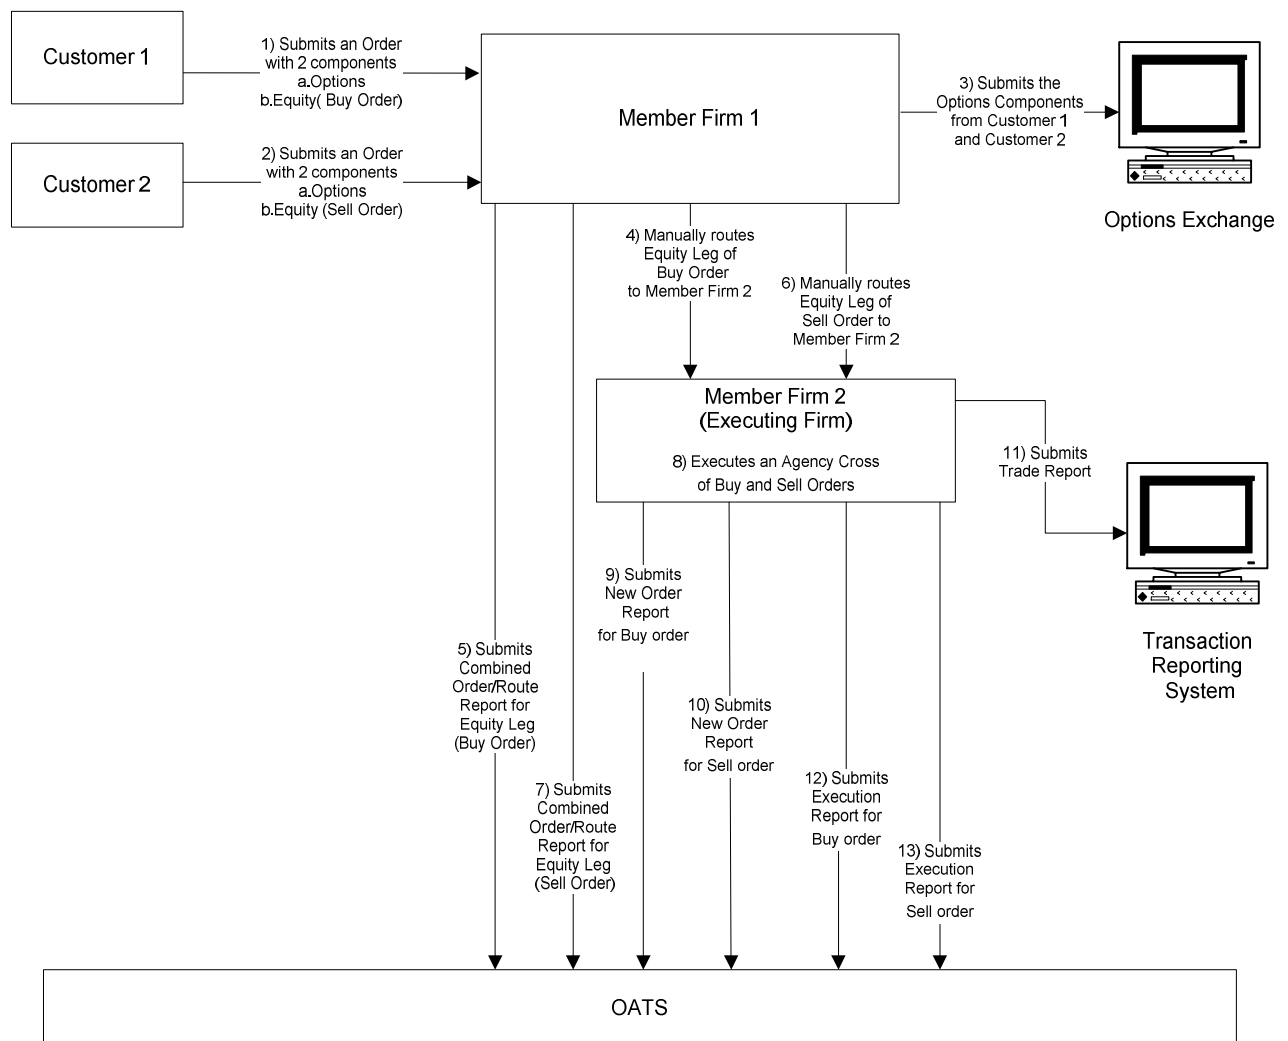 Customer 1
1) Submits an Order
with 2 components
a.Options
b.Equity( Buy Order)
Member Firm 1
3) Submits the
Options Components
from Customer 1
and Customer 2
Options Exchange
Customer 2
2) Submits an Order
with 2 components
a.Options
b.Equity (Sell Order)
4) Manually routes
Equity Leg of
Buy Order
to Member Firm 2
6) Manually routes
Equity Leg of
Sell Order to
Member Firm 2
Member Firm 2
(Executing Firm)
8) Executes an Agency Cross
of Buy and Sell Orders
11) Submits
Trade Report
Transaction
Reporting
System
9) Submits
New Order
Report
for Buy order
5) Submits
Combined
Order/Route
Report for
Equity Leg
(Buy Order)
10) Submits
New Order
Report
for Sell order
7) Submits
Combined
Order/Route
Report for
Equity Leg
(Sell Order)
12) Submits
Execution
Report for
Buy order
13) Submits
Execution
Report for
Sell order
OATS